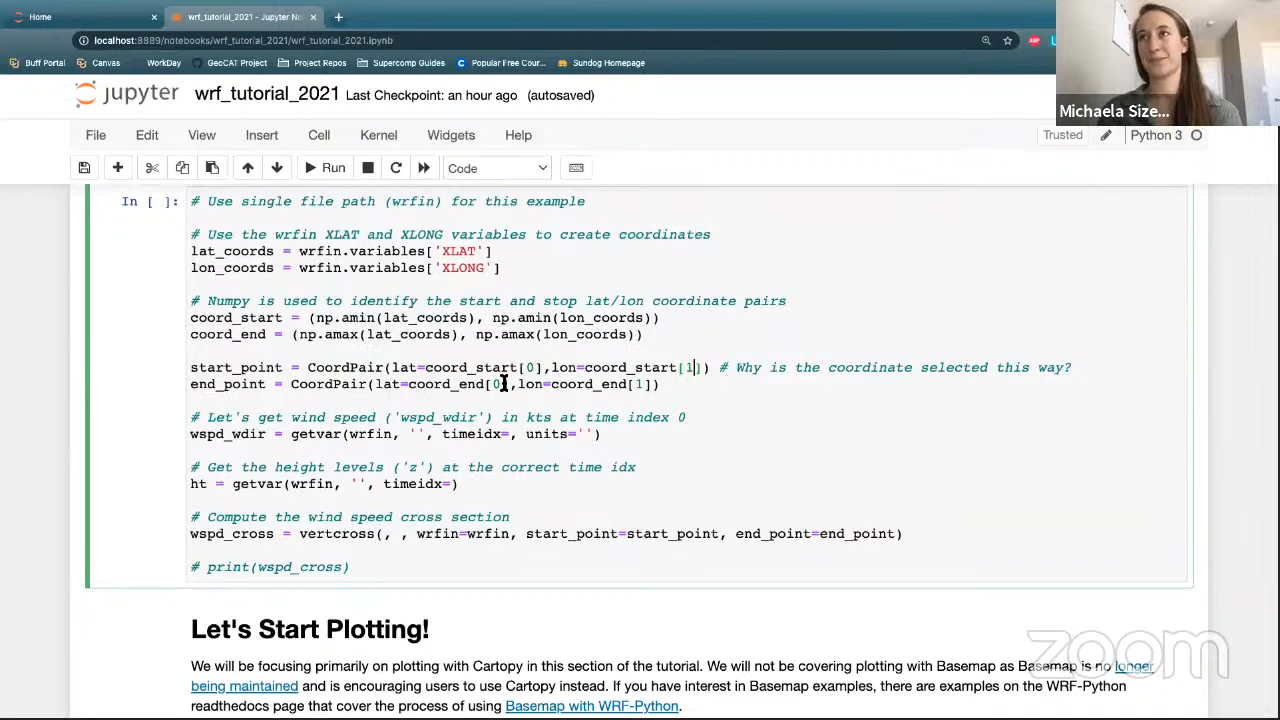 Home
wrf_tutorial_2021 - Jupyter No
localhost:8889/notebooks/wrf_tutorial_2021/wrf_tutorial_2021.ipynb
Buff Portal Canvas WorkDay GeoCAT Project Project Repos Supercomp Guides Popular Free Cour... Sundog Homepage
Michaela Size...
jupyter wrf_tutorial_2021 Last Checkpoint: an hour ago (autosaved)
File Edit View Insert Cell Kernel Widgets Help Trusted Python 3
Run Code
In [ ]: # Use single file path (wrfin) for this example
# Use the wrfin XLAT and XLONG variables to create coordinates
lat_coords = wrfin.variables['XLAT']
lon_coords = wrfin.variables['XLONG']
# Numpy is used to identify the start and stop lat/lon coordinate pairs
coord_start = (np.amin(lat_coords), np.amin(lon_coords))
coord_end = (np.amax(lat_coords), np.amax(lon_coords))
start_point = CoordPair(lat=coord_start[0],lon=coord_start[1]) # Why is the coordinate selected this way?
end_point = CoordPair(lat=coord_end[0],lon=coord_end[1])
# Let's get wind speed ('wspd_wdir') in kts at time index 0
wspd_wdir = getvar(wrfin, '', timeidx=, units='')
# Get the height levels ('z') at the correct time idx
ht = getvar(wrfin, '', timeidx=)
# Compute the wind speed cross section
wspd_cross = vertcross(, , wrfin=wrfin, start_point=start_point, end_point=end_point)
# print(wspd_cross)
Let's Start Plotting!
We will be focusing primarily on plotting with Cartopy in this section of the tutorial. We will not be covering plotting with Basemap as Basemap is no longer
being maintained and is encouraging users to use Cartopy instead. If you have interest in Basemap examples, there are examples on the WRF-Python
readthedocs page that cover the process of using Basemap with WRF-Python.
zoom